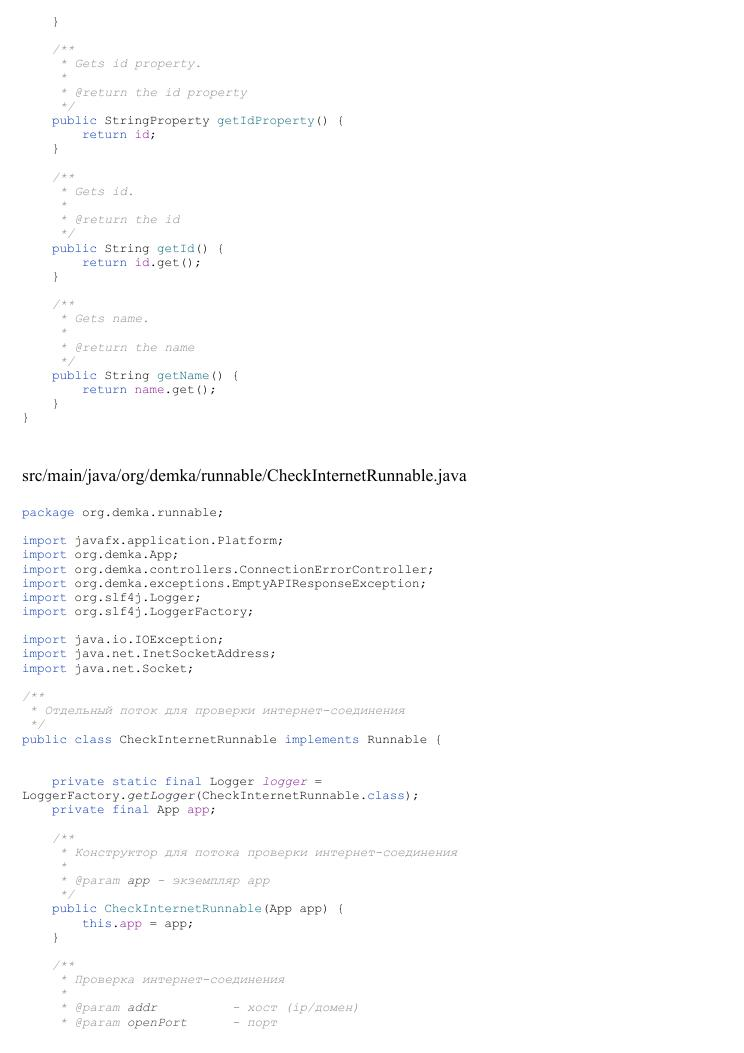 }

    /**
     * Gets id property.
     *
     * @return the id property
     */
    public StringProperty getIdProperty() {
        return id;
    }

    /**
     * Gets id.
     *
     * @return the id
     */
    public String getId() {
        return id.get();
    }

    /**
     * Gets name.
     *
     * @return the name
     */
    public String getName() {
        return name.get();
    }
}

src/main/java/org/demka/runnable/CheckInternetRunnable.java

package org.demka.runnable;

import javafx.application.Platform;
import org.demka.App;
import org.demka.controllers.ConnectionErrorController;
import org.demka.exceptions.EmptyAPIResponseException;
import org.slf4j.Logger;
import org.slf4j.LoggerFactory;

import java.io.IOException;
import java.net.InetSocketAddress;
import java.net.Socket;

/**
 * Отдельный поток для проверки интернет-соединения
 */
public class CheckInternetRunnable implements Runnable {


    private static final Logger logger =
LoggerFactory.getLogger(CheckInternetRunnable.class);
    private final App app;

    /**
     * Конструктор для потока проверки интернет-соединения
     *
     * @param app - экземпляр app
     */
    public CheckInternetRunnable(App app) {
        this.app = app;
    }

    /**
     * Проверка интернет-соединения
     *
     * @param addr          - хост (ip/домен)
     * @param openPort      - порт